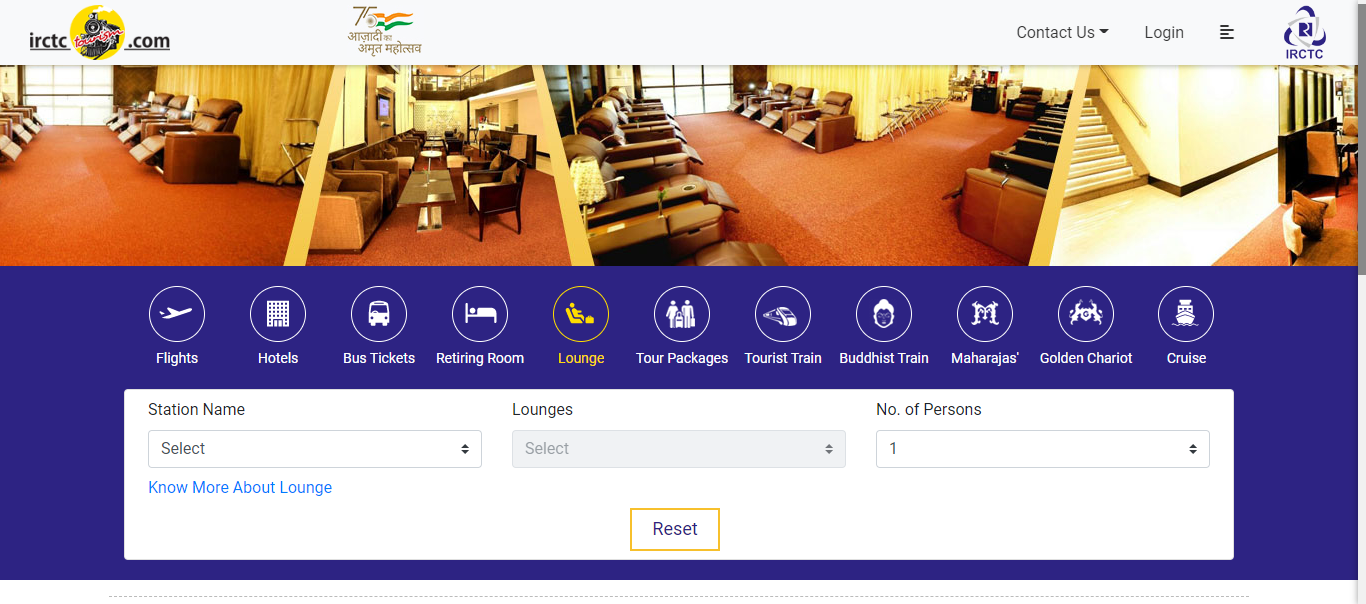 irctc tourism .com
75
आज़ादी का
अमृत महोत्सव
Contact Us
Login
IRCTC
Flights
Hotels
Bus Tickets
Retiring Room
Lounge
Tour Packages
Tourist Train
Buddhist Train
Maharajas'
Golden Chariot
Cruise
Station Name
Lounges
No. of Persons
Select
Select
1
Know More About Lounge
Reset